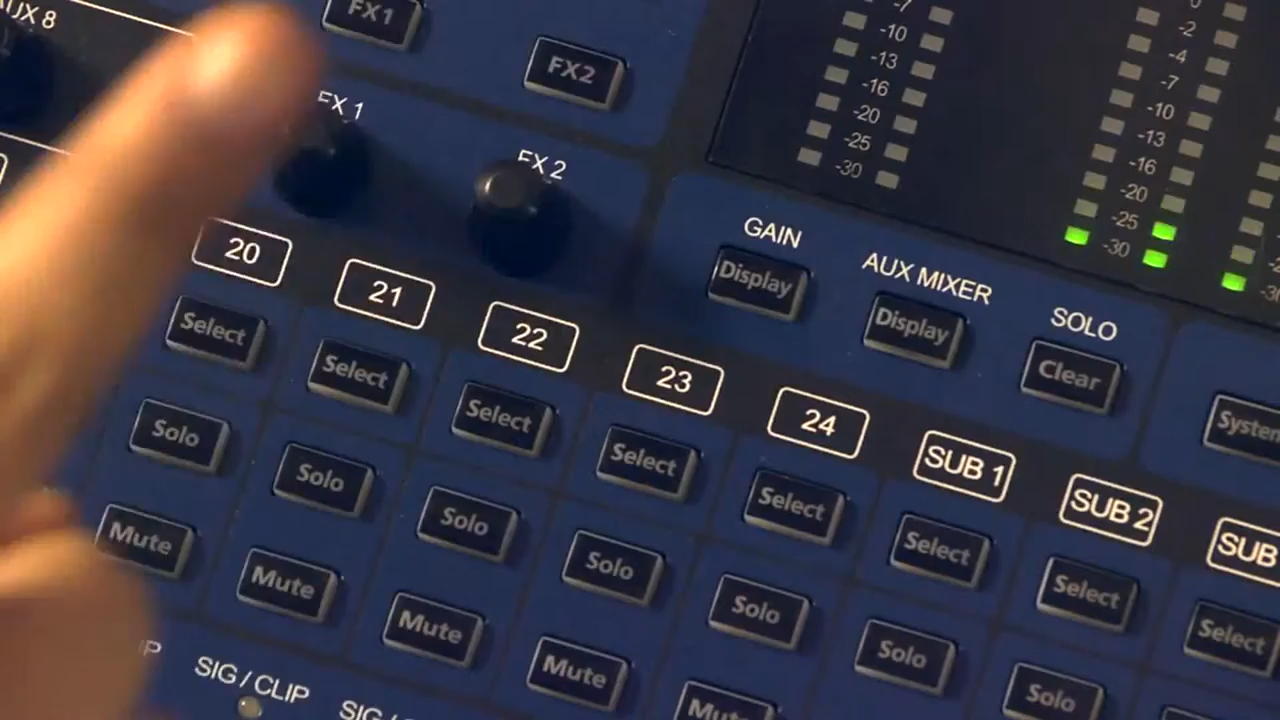 AUX 8
FX1
FX2
FX 1
FX 2
-7
-10
-13
-16
-20
-25
-30
0
-2
-4
-7
-10
-13
-16
-20
-25
-30
GAIN
Display
AUX MIXER
Display
SOLO
Clear
20
21
22
23
24
SUB 1
SUB 2
SUB
Select
Select
Select
Select
Select
Select
Select
Select
Solo
Solo
Solo
Solo
Solo
Solo
Solo
Mute
Mute
Mute
Mute
SIG / CLIP